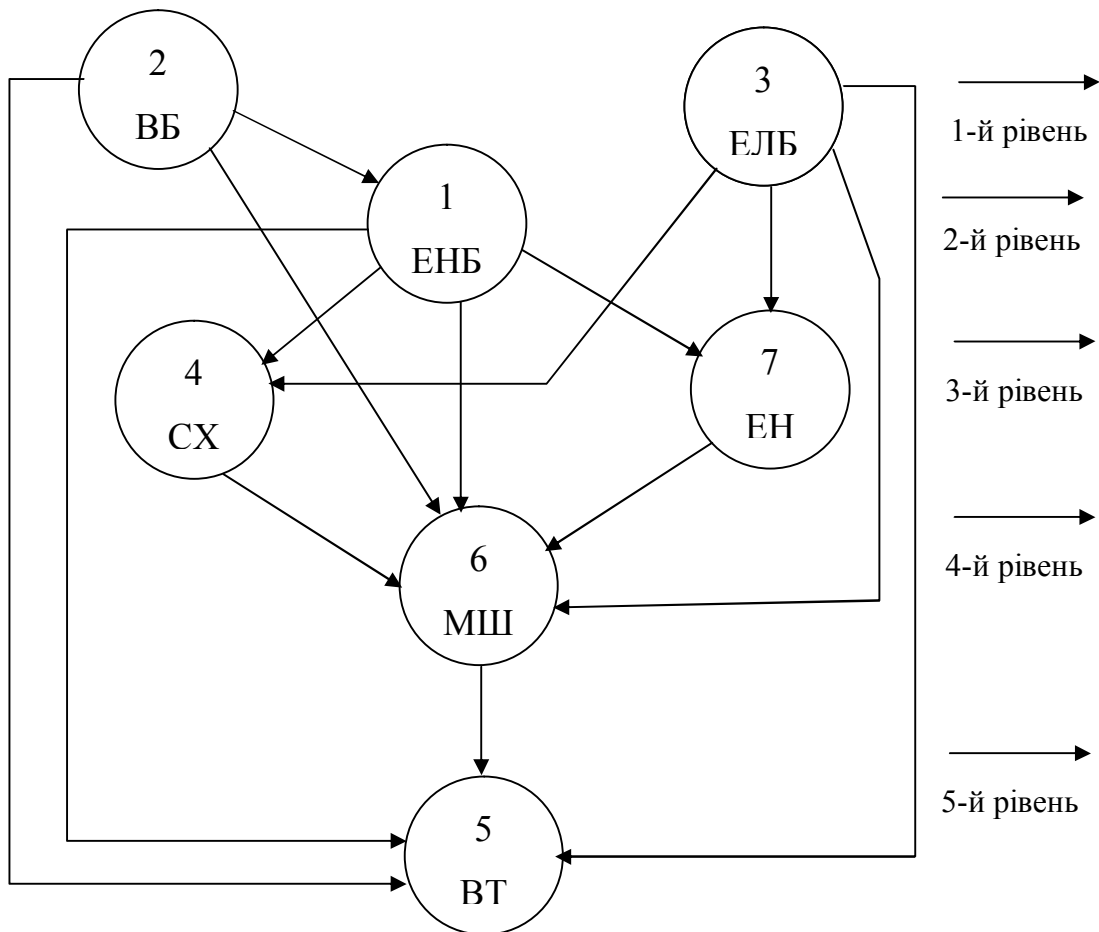 2
ВБ
3
ЕЛБ
1-й рівень
1
ЕНБ
2-й рівень
4
СХ
7
ЕН
3-й рівень
6
МШ
4-й рівень
5
ВТ
5-й рівень